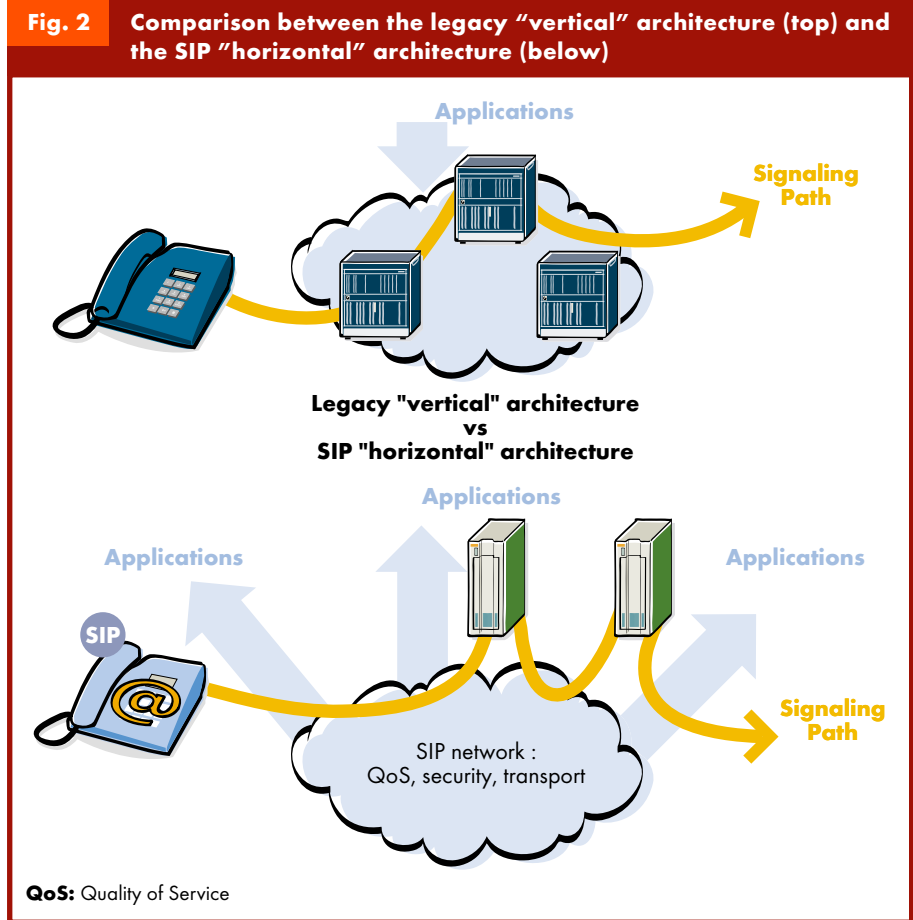 Fig. 2
Comparison between the legacy “vertical” architecture (top) and
the SIP ”horizontal” architecture (below)
Applications
Signaling
Path
Legacy "vertical" architecture
vs
SIP "horizontal" architecture
Applications
Applications
Applications
SIP
@
Signaling
Path
SIP network :
QoS, security, transport
QoS: Quality of Service